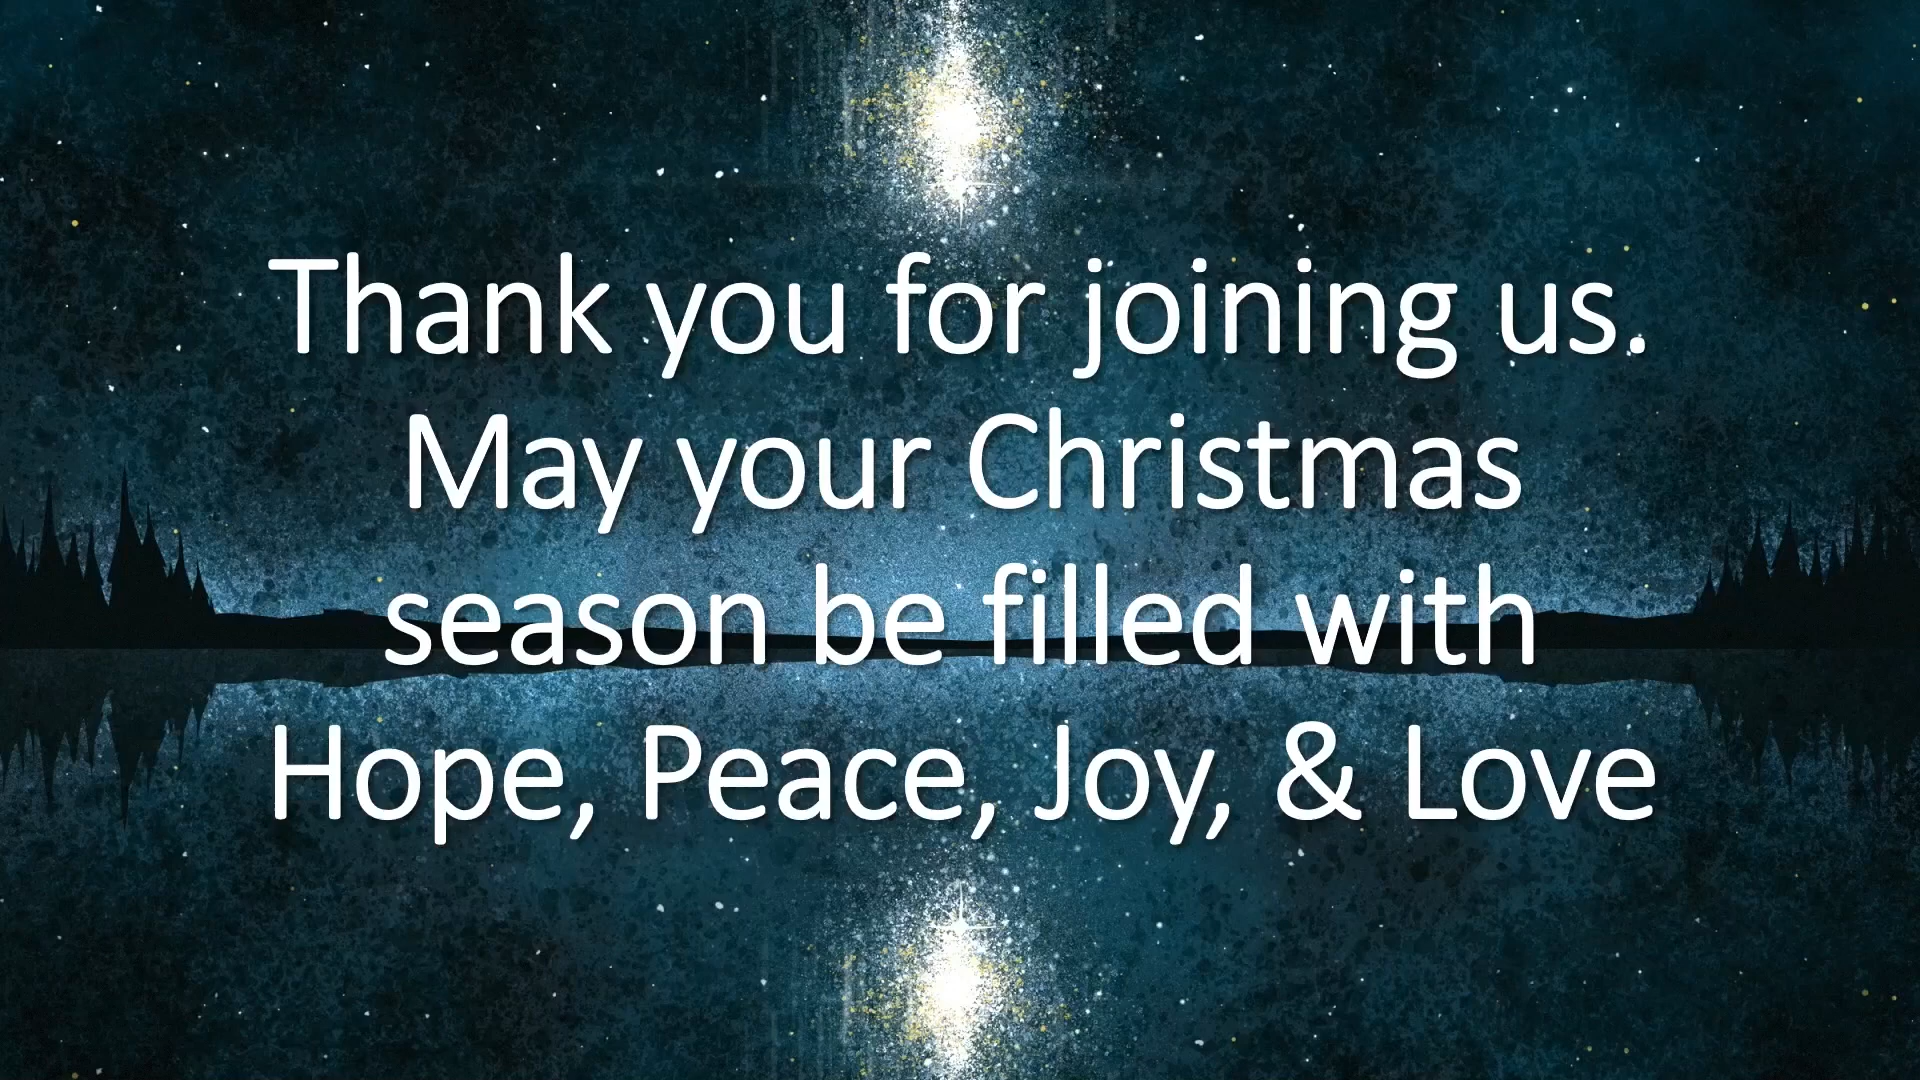 Thank you for joining us.
May your Christmas
season be filled with
Hope, Peace, Joy, & Love